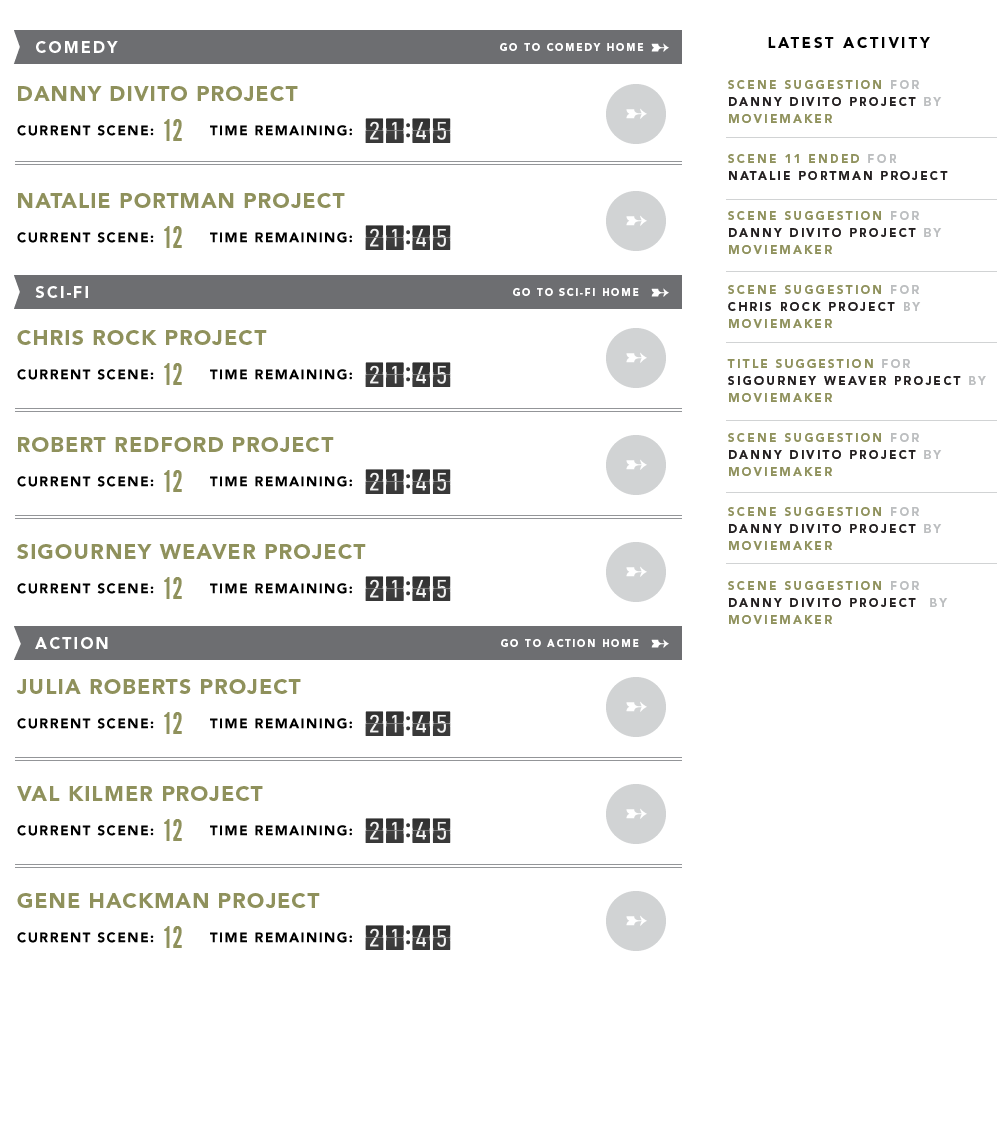 COMEDY GO TO COMEDY HOME
DANNY DIVITO PROJECT
CURRENT SCENE: 12 TIME REMAINING: 21:45
NATALIE PORTMAN PROJECT
CURRENT SCENE: 12 TIME REMAINING: 21:45
SCI-FI GO TO SCI-FI HOME
CHRIS ROCK PROJECT
CURRENT SCENE: 12 TIME REMAINING: 21:45
ROBERT REDFORD PROJECT
CURRENT SCENE: 12 TIME REMAINING: 21:45
SIGOURNEY WEAVER PROJECT
CURRENT SCENE: 12 TIME REMAINING: 21:45
ACTION GO TO ACTION HOME
JULIA ROBERTS PROJECT
CURRENT SCENE: 12 TIME REMAINING: 21:45
VAL KILMER PROJECT
CURRENT SCENE: 12 TIME REMAINING: 21:45
GENE HACKMAN PROJECT
CURRENT SCENE: 12 TIME REMAINING: 21:45
LATEST ACTIVITY
SCENE SUGGESTION FOR
DANNY DIVITO PROJECT BY
MOVIEMAKER
SCENE 11 ENDED FOR
NATALIE PORTMAN PROJECT
SCENE SUGGESTION FOR
DANNY DIVITO PROJECT BY
MOVIEMAKER
SCENE SUGGESTION FOR
CHRIS ROCK PROJECT BY
MOVIEMAKER
TITLE SUGGESTION FOR
SIGOURNEY WEAVER PROJECT BY
MOVIEMAKER
SCENE SUGGESTION FOR
DANNY DIVITO PROJECT BY
MOVIEMAKER
SCENE SUGGESTION FOR
DANNY DIVITO PROJECT BY
MOVIEMAKER
SCENE SUGGESTION FOR
DANNY DIVITO PROJECT BY
MOVIEMAKER